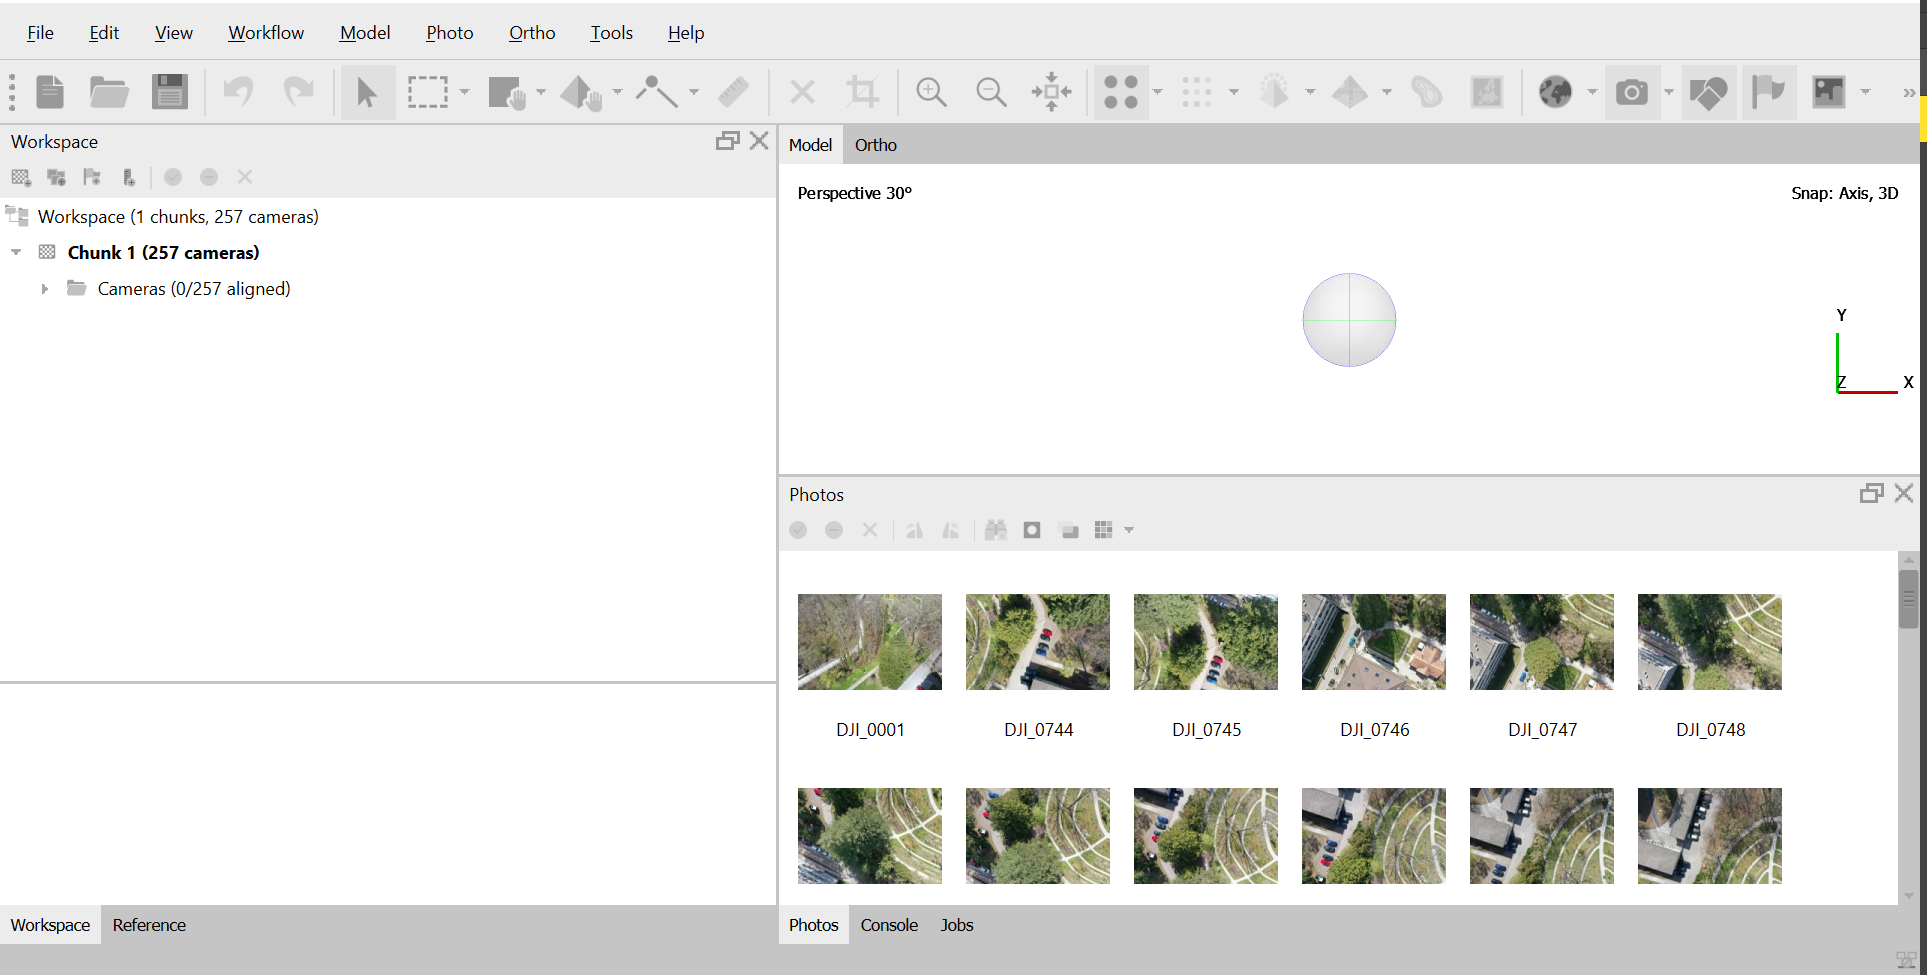 File Edit View Workflow Model Photo Ortho Tools Help
Workspace
Workspace (1 chunks, 257 cameras)
Chunk 1 (257 cameras)
Cameras (0/257 aligned)
Workspace Reference
Model Ortho
Perspective 30°
Snap: Axis, 3D
Y
Z X
Photos
DJI_0001 DJI_0744 DJI_0745 DJI_0746 DJI_0747 DJI_0748
Photos Console Jobs